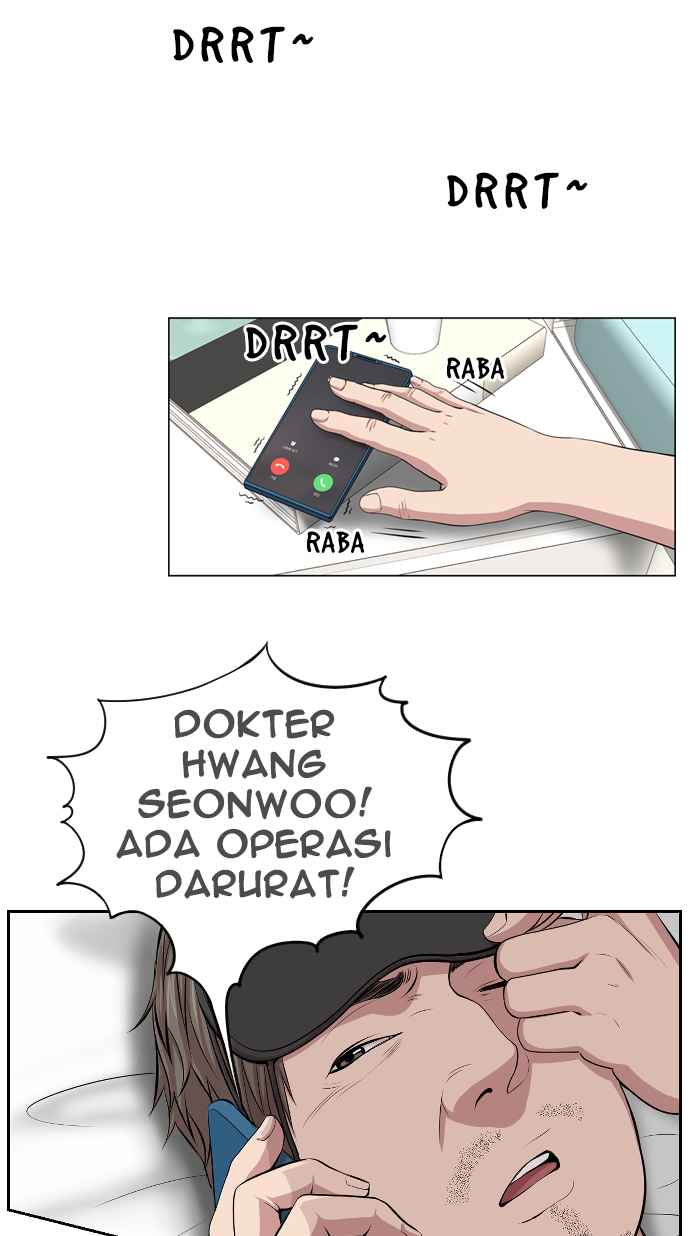 DRRT~
DRRT~
DRRT~
RABA
RABA
DOKTER
HWANG
SEONWOO!
ADA OPERASI
DARURAT!